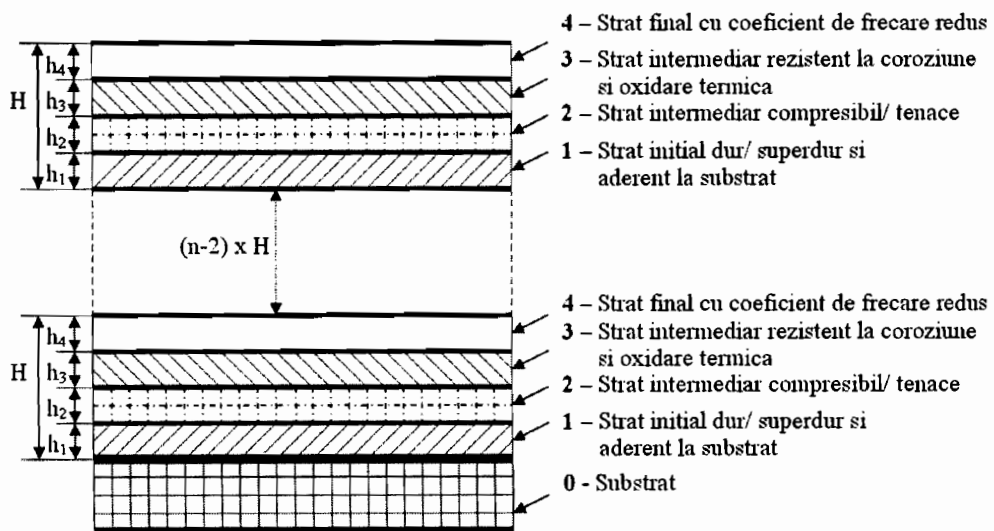 4 – Strat final cu coeficient de frecare redus
3 – Strat intermediar rezistent la coroziune
si oxidare termica
2 – Strat intermediar compresibil/ tenace
1 – Strat initial dur/ superdur si
aderent la substrat
H
h4
h3
h2
h1
(n-2) x H
4 – Strat final cu coeficient de frecare redus
3 – Strat intermediar rezistent la coroziune
si oxidare termica
2 – Strat intermediar compresibil/ tenace
1 – Strat initial dur/ superdur si
aderent la substrat
0 - Substrat
H
h4
h3
h2
h1